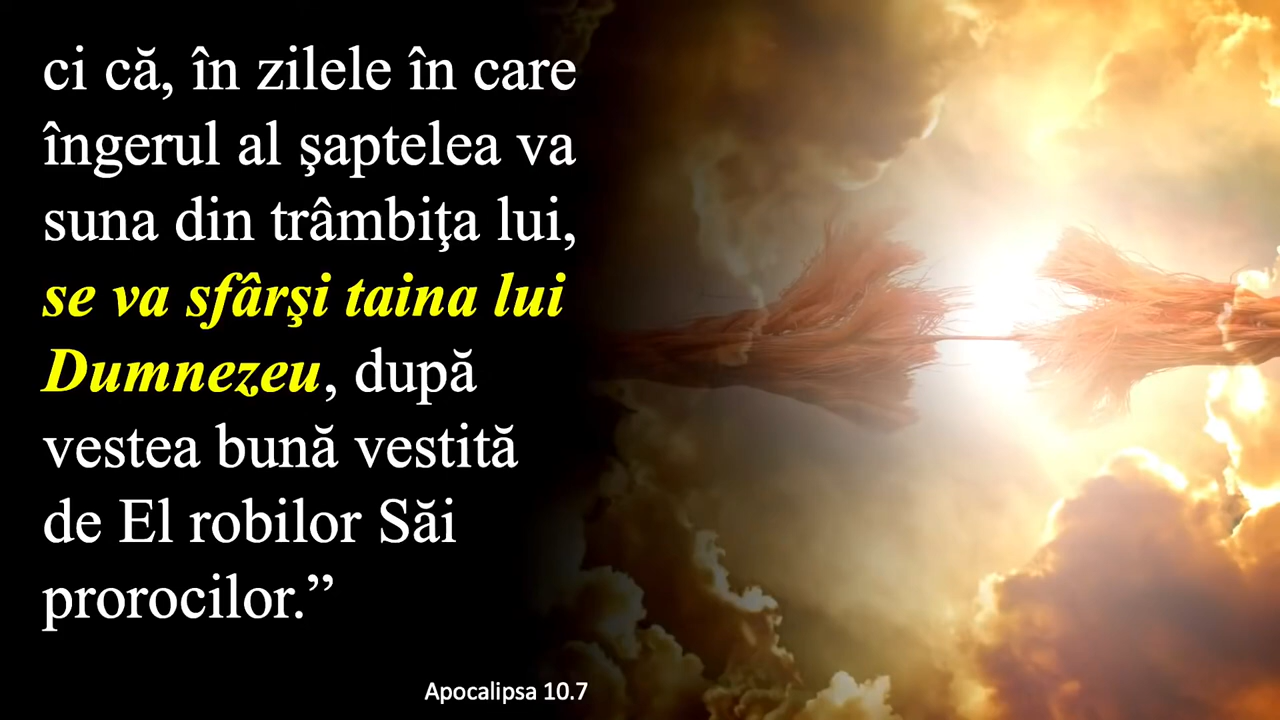 ci că, în zilele în care
îngerul al şaptelea va
suna din trâmbiţa lui,
se va sfârşi taina lui
Dumnezeu, după
vestea bună vestită
de El robilor Săi
prorocilor.”
Apocalipsa 10.7